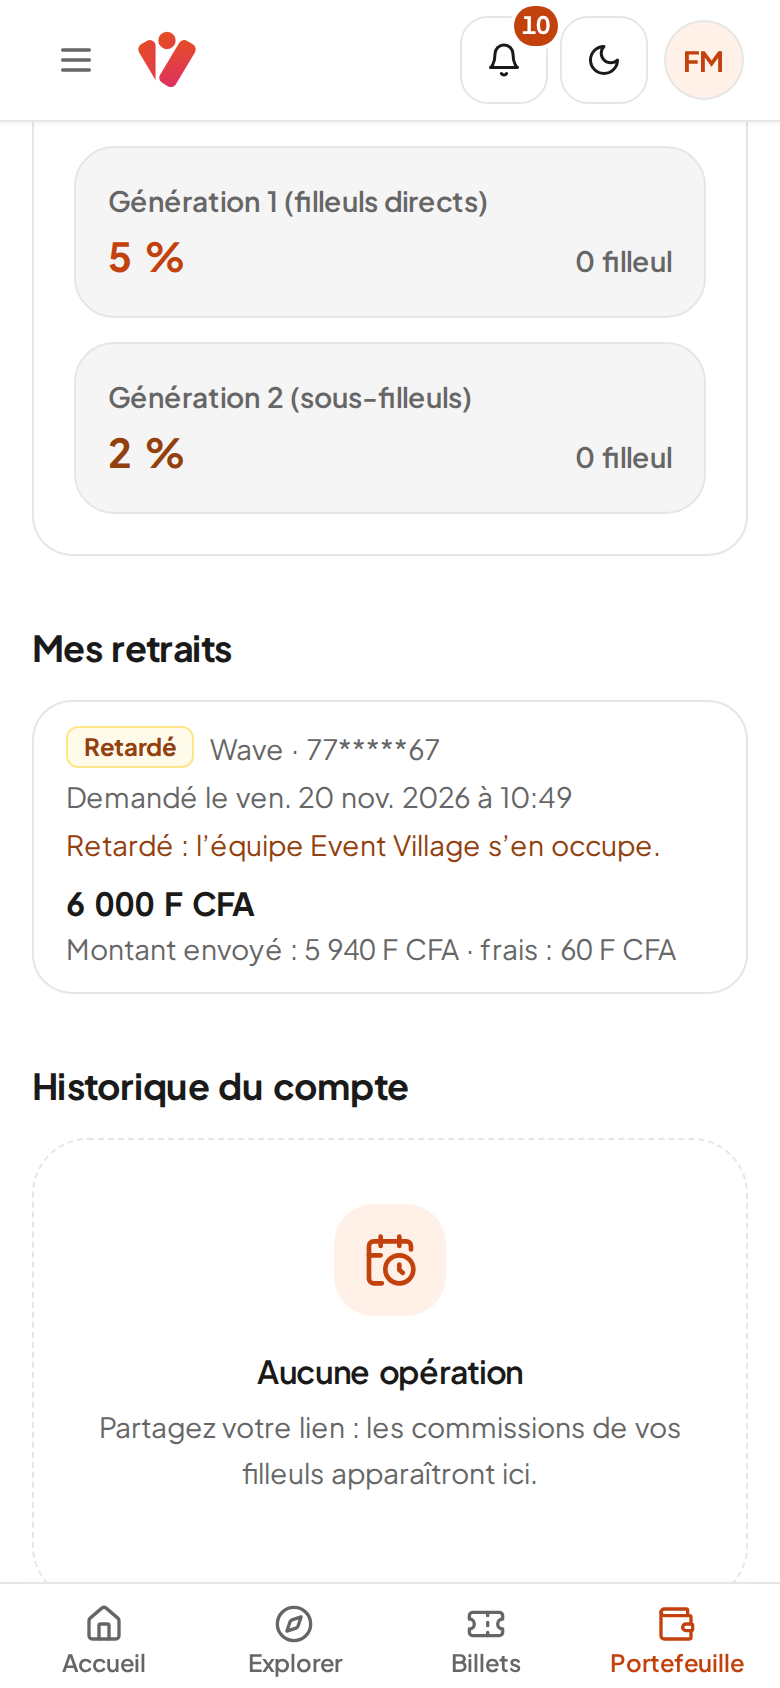 10
FM
Génération 1 (filleuls directs)
5 %
0 filleul
Génération 2 (sous-filleuls)
2 %
0 filleul
Mes retraits
Retardé Wave · 77*****67
Demandé le ven. 20 nov. 2026 à 10:49
Retardé : l’équipe Event Village s’en occupe.
6 000 F CFA
Montant envoyé : 5 940 F CFA · frais : 60 F CFA
Historique du compte
Aucune opération
Partagez votre lien : les commissions de vos
filleuls apparaîtront ici.
Accueil
Explorer
Billets
Portefeuille